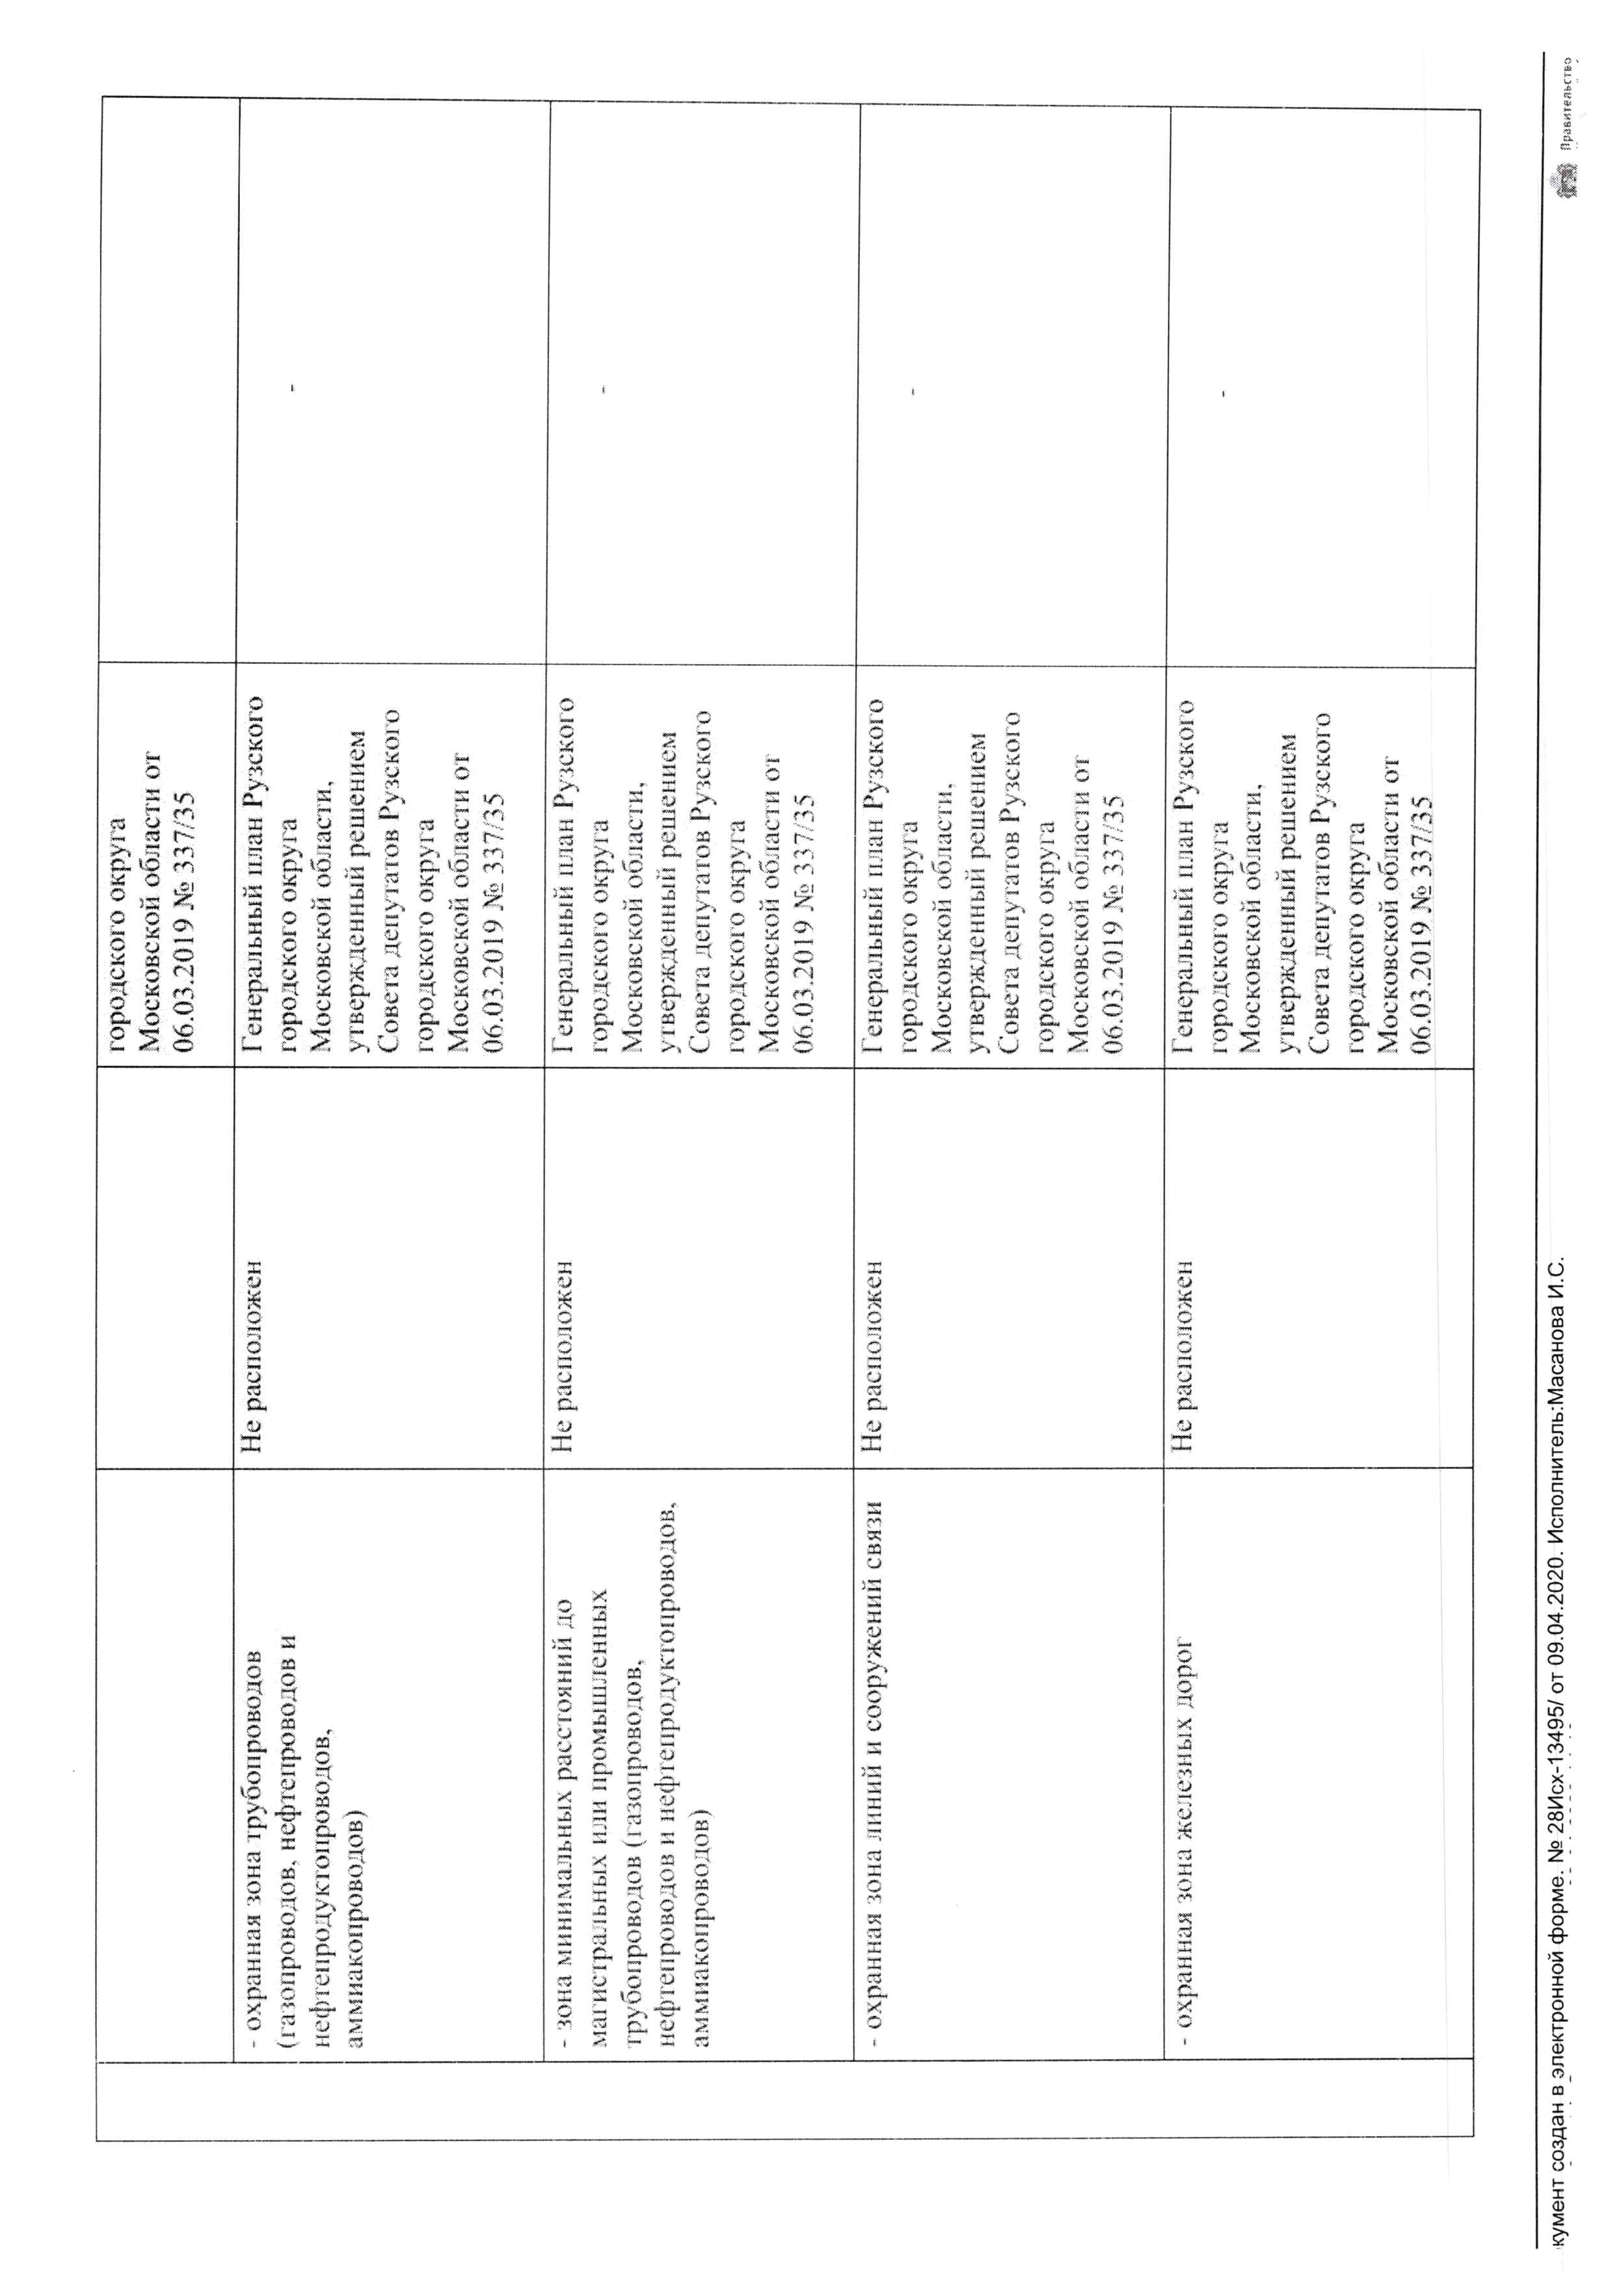 городского округа
Московской области от
06.03.2019 № 337/35
- охранная зона трубопроводов
(газопроводов, нефтепроводов и
нефтепродуктопроводов,
аммиакопроводов)
Не расположен
Генеральный план Рузского
городского округа
Московской области,
утвержденный решением
Совета депутатов Рузского
городского округа
Московской области от
06.03.2019 № 337/35
-
- зона минимальных расстояний до
магистральных или промышленных
трубопроводов (газопроводов,
нефтепроводов и нефтепродуктопроводов,
аммиакопроводов)
Не расположен
Генеральный план Рузского
городского округа
Московской области,
утвержденный решением
Совета депутатов Рузского
городского округа
Московской области от
06.03.2019 № 337/35
-
- охранная зона линий и сооружений связи
Не расположен
Генеральный план Рузского
городского округа
Московской области,
утвержденный решением
Совета депутатов Рузского
городского округа
Московской области от
06.03.2019 № 337/35
-
- охранная зона железных дорог
Не расположен
Генеральный план Рузского
городского округа
Московской области,
утвержденный решением
Совета депутатов Рузского
городского округа
Московской области от
06.03.2019 № 337/35
-
кумент создан в электронной форме. № 28Исх-13495/ от 09.04.2020. Исполнитель:Масанова И.С.
Правительство